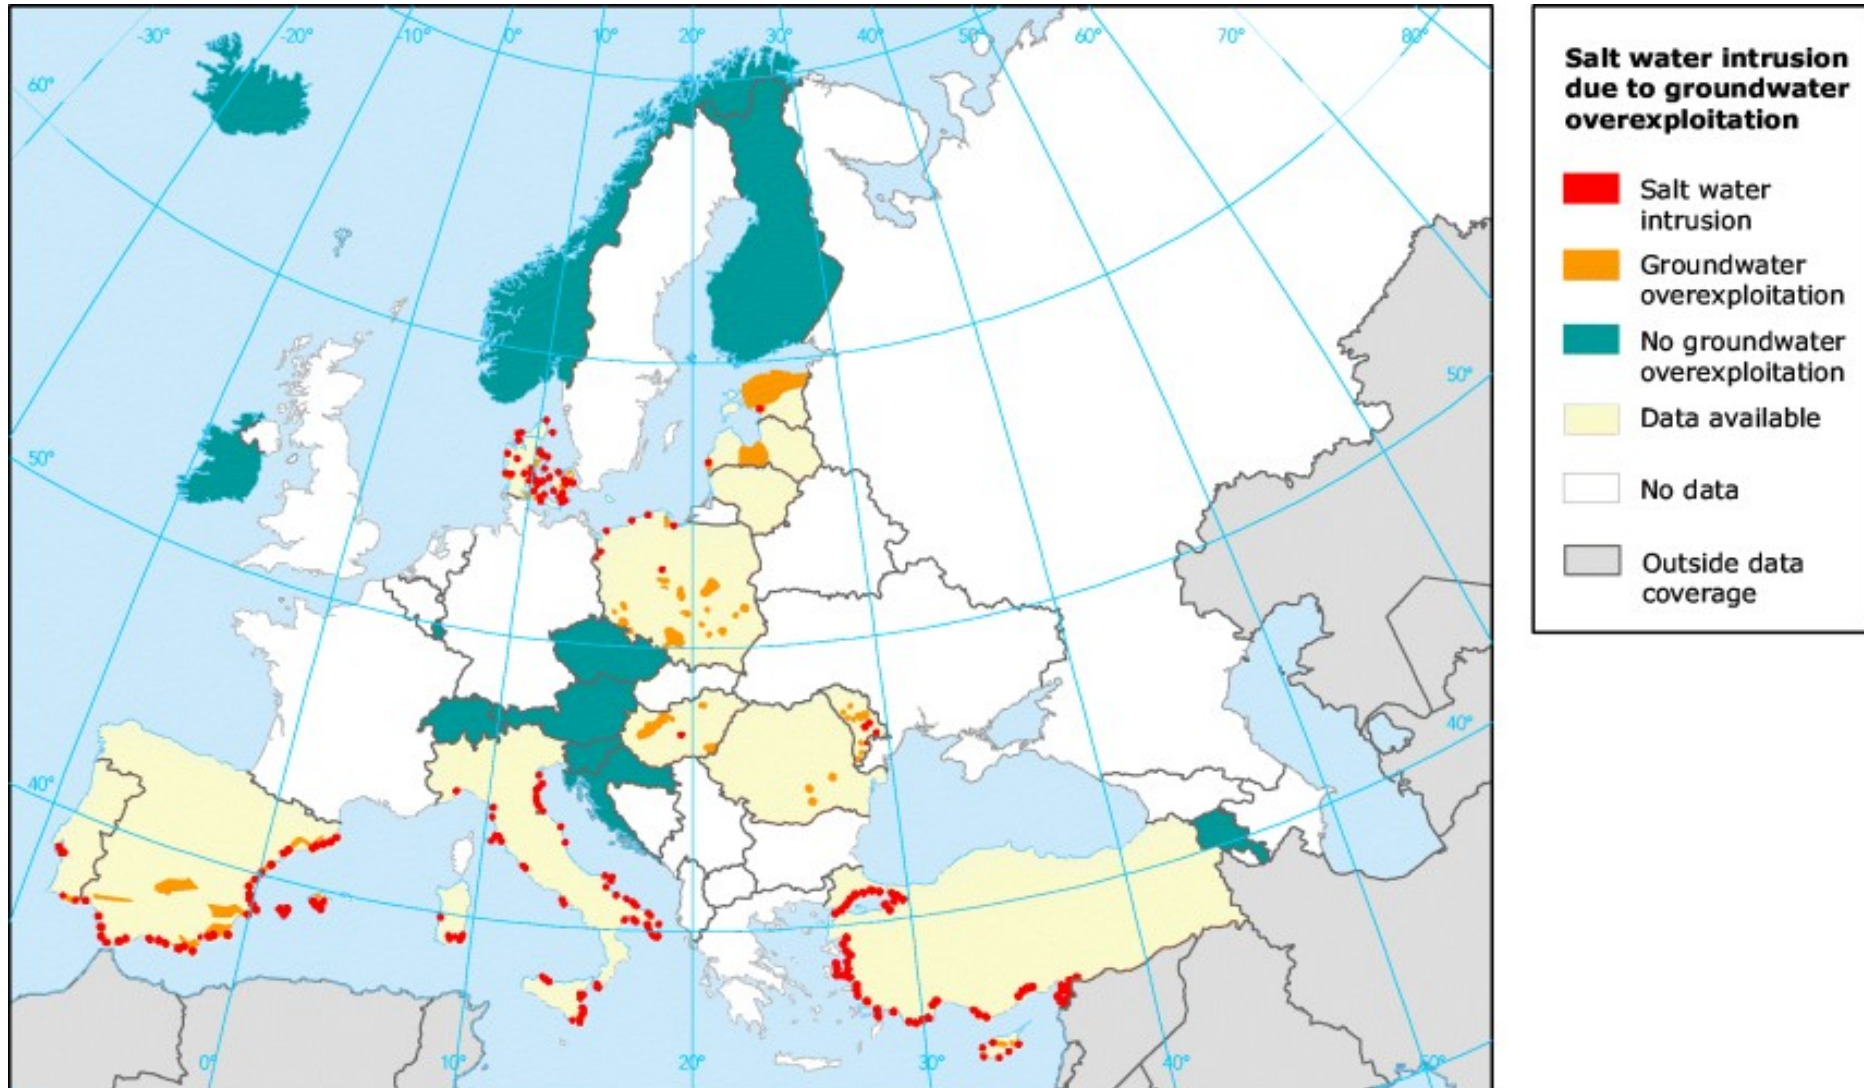 -30°
-20°
-10°
0°
10°
20°
30°
40°
50°
60°
70°
80°
60°
50°
50°
40°
40°
0°
10°
20°
30°
40°
50°
Salt water intrusion
due to groundwater
overexploitation
Salt water
intrusion
Groundwater
overexploitation
No groundwater
overexploitation
Data available
No data
Outside data
coverage